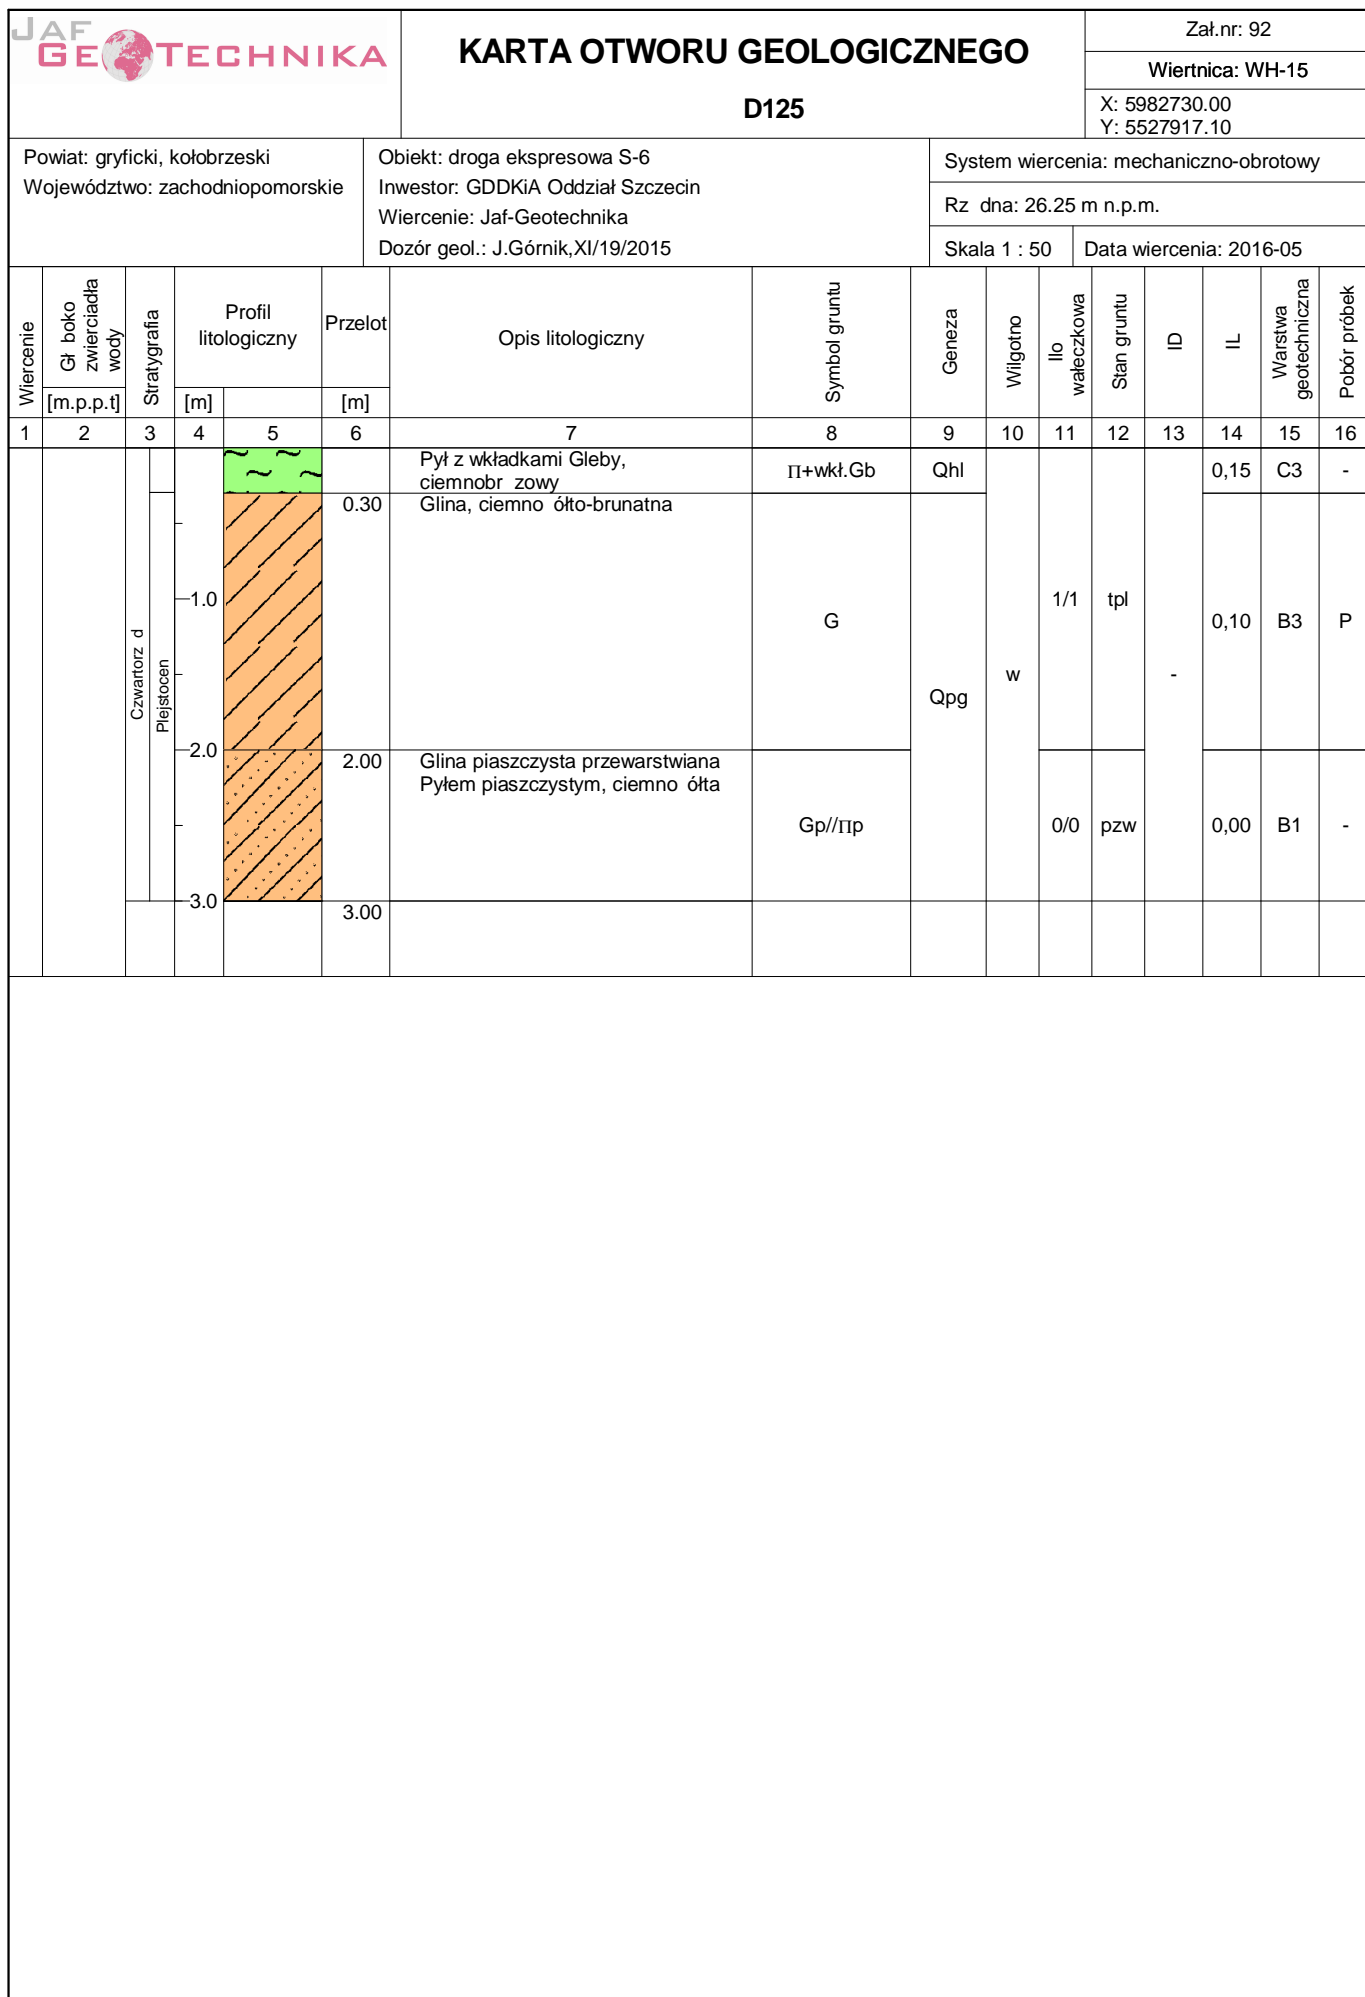 JAF
GEOTECHNIKA
KARTA OTWORU GEOLOGICZNEGO
D125
Zał.nr: 92
Wiertnica: WH-15
X: 5982730.00
Y: 5527917.10
Powiat: gryficki, kołobrzeski
Województwo: zachodniopomorskie
Obiekt: droga ekspresowa S-6
Inwestor: GDDKiA Oddział Szczecin
Wiercenie: Jaf-Geotechnika
Dozór geol.: J.Górnik,XI/19/2015
System wiercenia: mechaniczno-obrotowy
Rz dna: 26.25 m n.p.m.
Skala 1 : 50
Data wiercenia: 2016-05
Wiercenie
Gł boko
zwierciadła
wody
[m.p.p.t]
Stratygrafia
Profil
litologiczny
[m]
Przelot
[m]
Opis litologiczny
Symbol gruntu
Geneza
Wilgotno
Ilo
wałeczkowa
Stan gruntu
ID
IL
Warstwa
geotechniczna
Pobór próbek
1 2 3 4 5 6 7 8 9 10 11 12 13 14 15 16
Pył z wkładkami Gleby,
ciemnobr zowy
Π+wkł.Gb
Qhl
0,15 C3 -
0.30
Glina, ciemno ółto-brunatna
1.0
G
1/1 tpl
0,10 B3 P
Czwartorz d
Plejstocen
Qpg
w
-
2.0
2.00
Glina piaszczysta przewarstwiana
Pyłem piaszczystym, ciemno ółta
Gp//Πp
0/0 pzw
0,00 B1 -
3.0
3.00